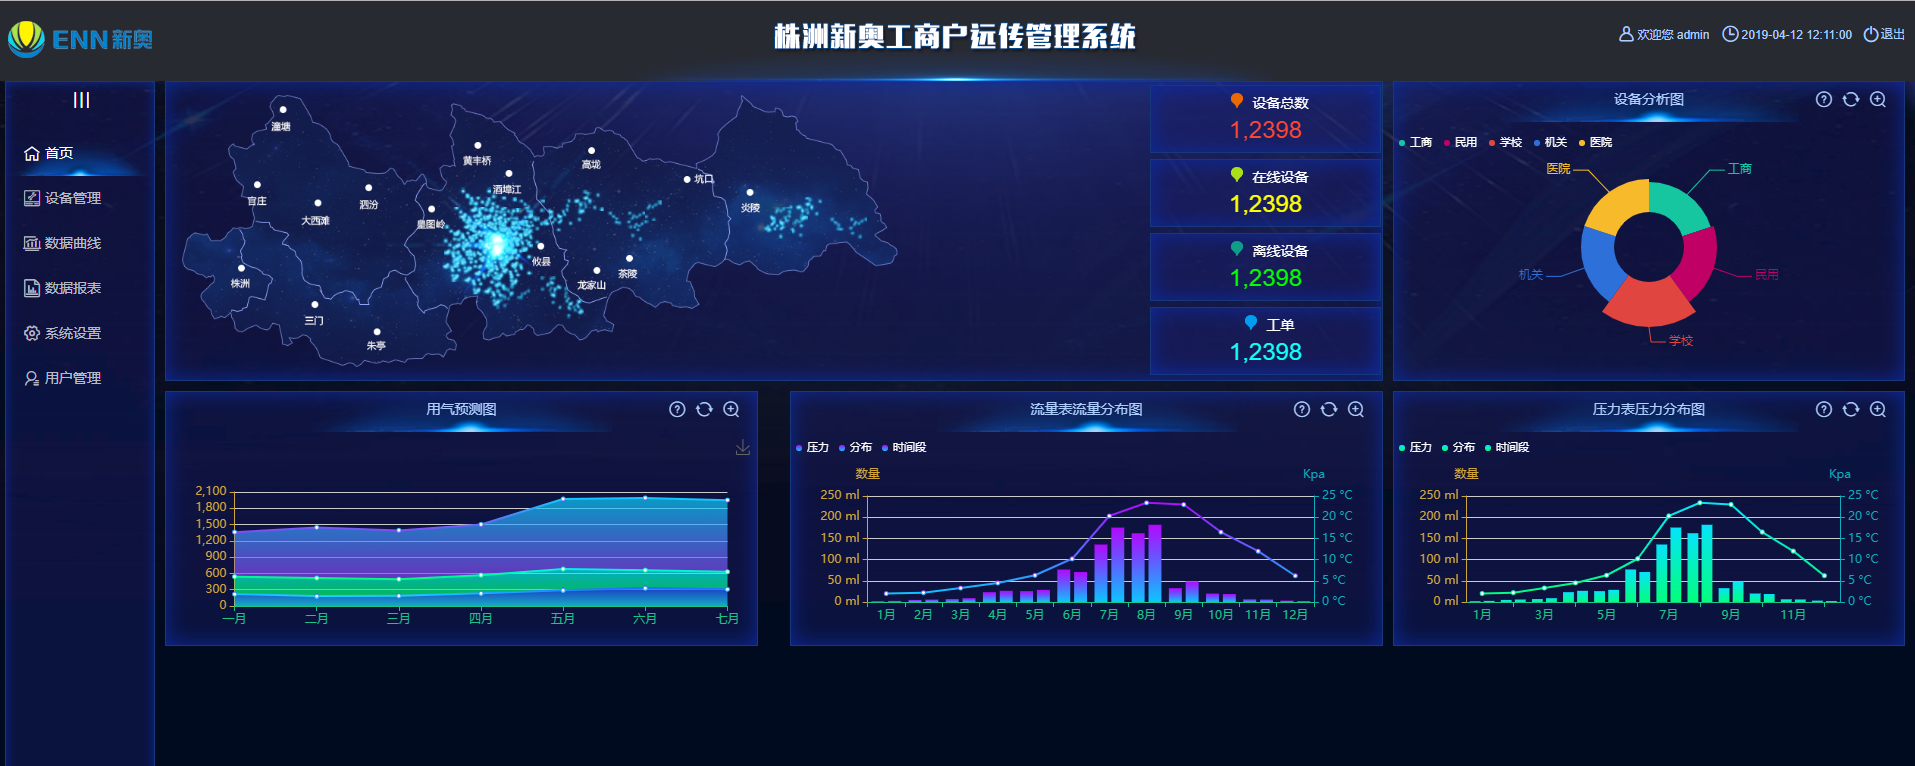 ENN新奥
株洲新奥工商户远传管理系统
欢迎您 admin
2019-04-12 12:11:00
退出
首页
设备管理
数据曲线
数据报表
系统设置
用户管理
潼塘
官庄
大西滩
泗汾
黄丰桥
酒埠江
皇图岭
高垅
坑口
炎陵
攸县
龙家山
茶陵
株洲
三门
朱亭
设备总数
1,2398
在线设备
1,2398
离线设备
1,2398
工单
1,2398
设备分析图
工商 民用 学校 机关 医院
医院
工商
机关
民用
学校
用气预测图
2,100
1,800
1,500
1,200
900
600
300
0
一月 二月 三月 四月 五月 六月 七月
流量表流量分布图
压力 分布 时间段
数量
Kpa
250 ml
200 ml
150 ml
100 ml
50 ml
0 ml
25 °C
20 °C
15 °C
10 °C
5 °C
0 °C
1月 2月 3月 4月 5月 6月 7月 8月 9月 10月 11月 12月
压力表压力分布图
压力 分布 时间段
数量
Kpa
250 ml
200 ml
150 ml
100 ml
50 ml
0 ml
25 °C
20 °C
15 °C
10 °C
5 °C
0 °C
1月 3月 5月 7月 9月 11月